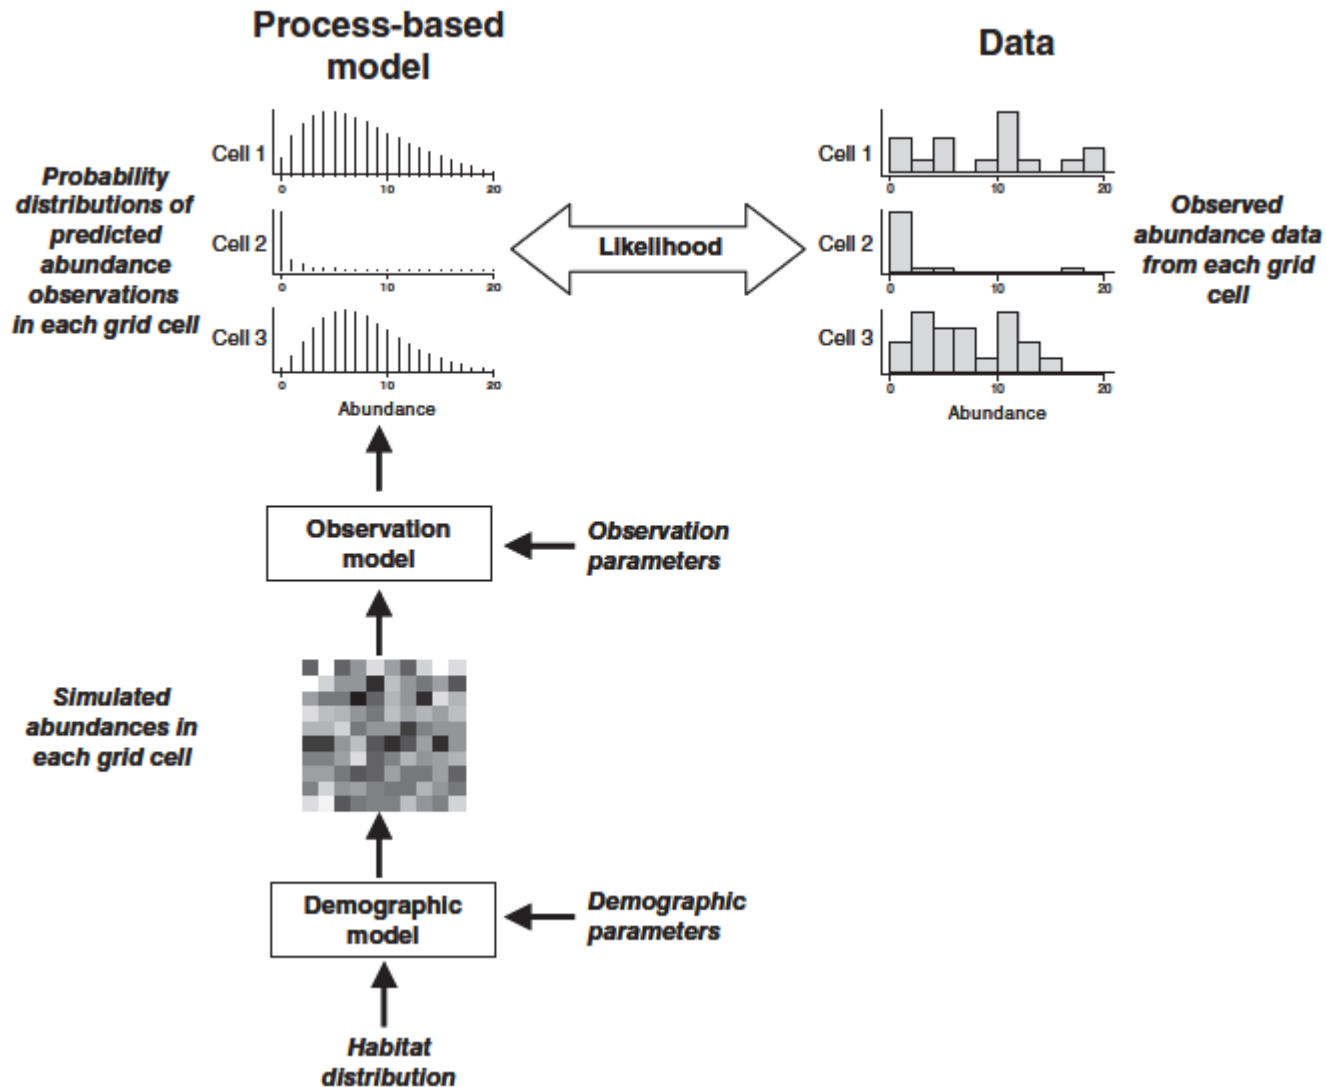 Process-based
model
Data
Probability
distributions of
predicted
abundance
observations
in each grid cell
Cell 1
0 10 20
Cell 2
0 10 20
Cell 3
0 10 20
Abundance
Likelihood
Cell 1
0 10 20
Cell 2
0 10 20
Cell 3
0 10 20
Abundance
Observed
abundance data
from each grid
cell
Observation
model
Observation
parameters
Simulated
abundances in
each grid cell
Demographic
model
Demographic
parameters
Habitat
distribution